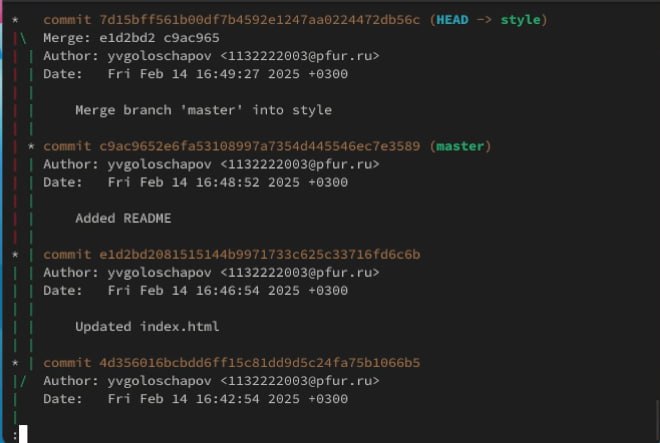 *   commit 7d15bff561b00df7b4592e1247aa0224472db56c (HEAD -> style)
|\  Merge: e1d2bd2 c9ac965
| | Author: yvgoloschapov <1132222003@pfur.ru>
| | Date:   Fri Feb 14 16:49:27 2025 +0300
| |
| |     Merge branch 'master' into style
| |
| * commit c9ac9652e6fa53108997a7354d445546ec7e3589 (master)
| | Author: yvgoloschapov <1132222003@pfur.ru>
| | Date:   Fri Feb 14 16:48:52 2025 +0300
| |
| |     Added README
| |
* | commit e1d2bd2081515144b9971733c625c33716fd6c6b
| | Author: yvgoloschapov <1132222003@pfur.ru>
| | Date:   Fri Feb 14 16:46:54 2025 +0300
| |
| |     Updated index.html
| |
* | commit 4d356016bcbdd6ff15c81dd9d5c24fa75b1066b5
|/  Author: yvgoloschapov <1132222003@pfur.ru>
|   Date:   Fri Feb 14 16:42:54 2025 +0300
|
: